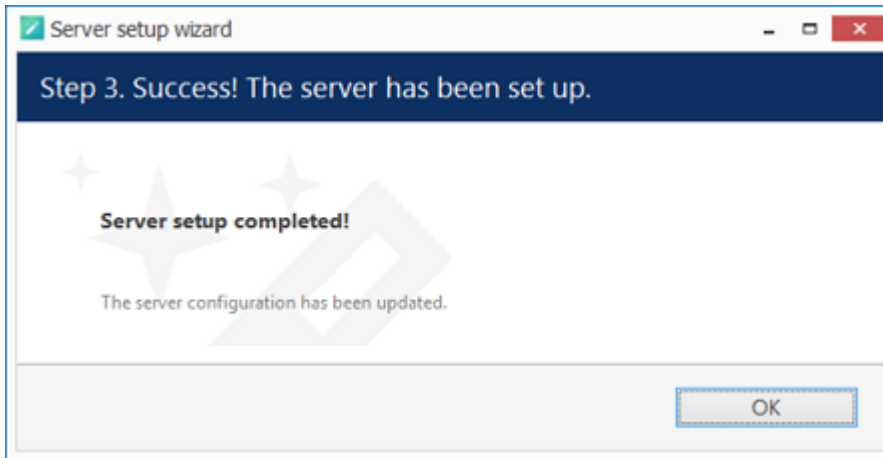 Server setup wizard
Step 3. Success! The server has been set up.
Server setup completed!
The server configuration has been updated.
OK